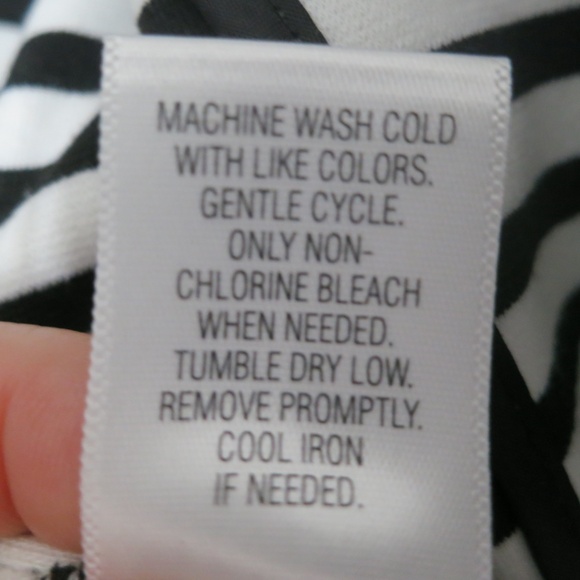 MACHINE WASH COLD
WITH LIKE COLORS.
GENTLE CYCLE.
ONLY NON-
CHLORINE BLEACH
WHEN NEEDED.
TUMBLE DRY LOW.
REMOVE PROMPTLY.
COOL IRON
IF NEEDED.